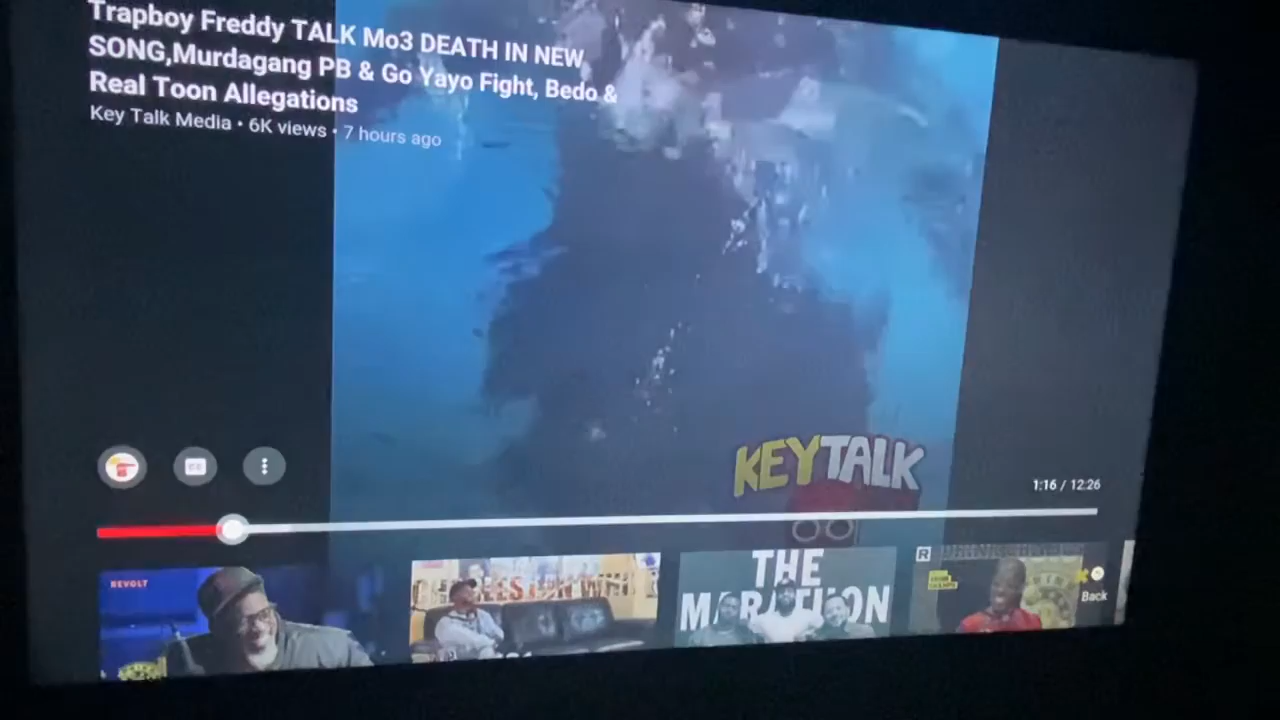 Trapboy Freddy TALK Mo3 DEATH IN NEW
SONG,Murdagang PB & Go Yayo Fight, Bedo &
Real Toon Allegations
Key Talk Media • 6K views • 7 hours ago
KEYTALK
CC
1:16 / 12:26
REVOLT
THE
MARATHON
R
Back